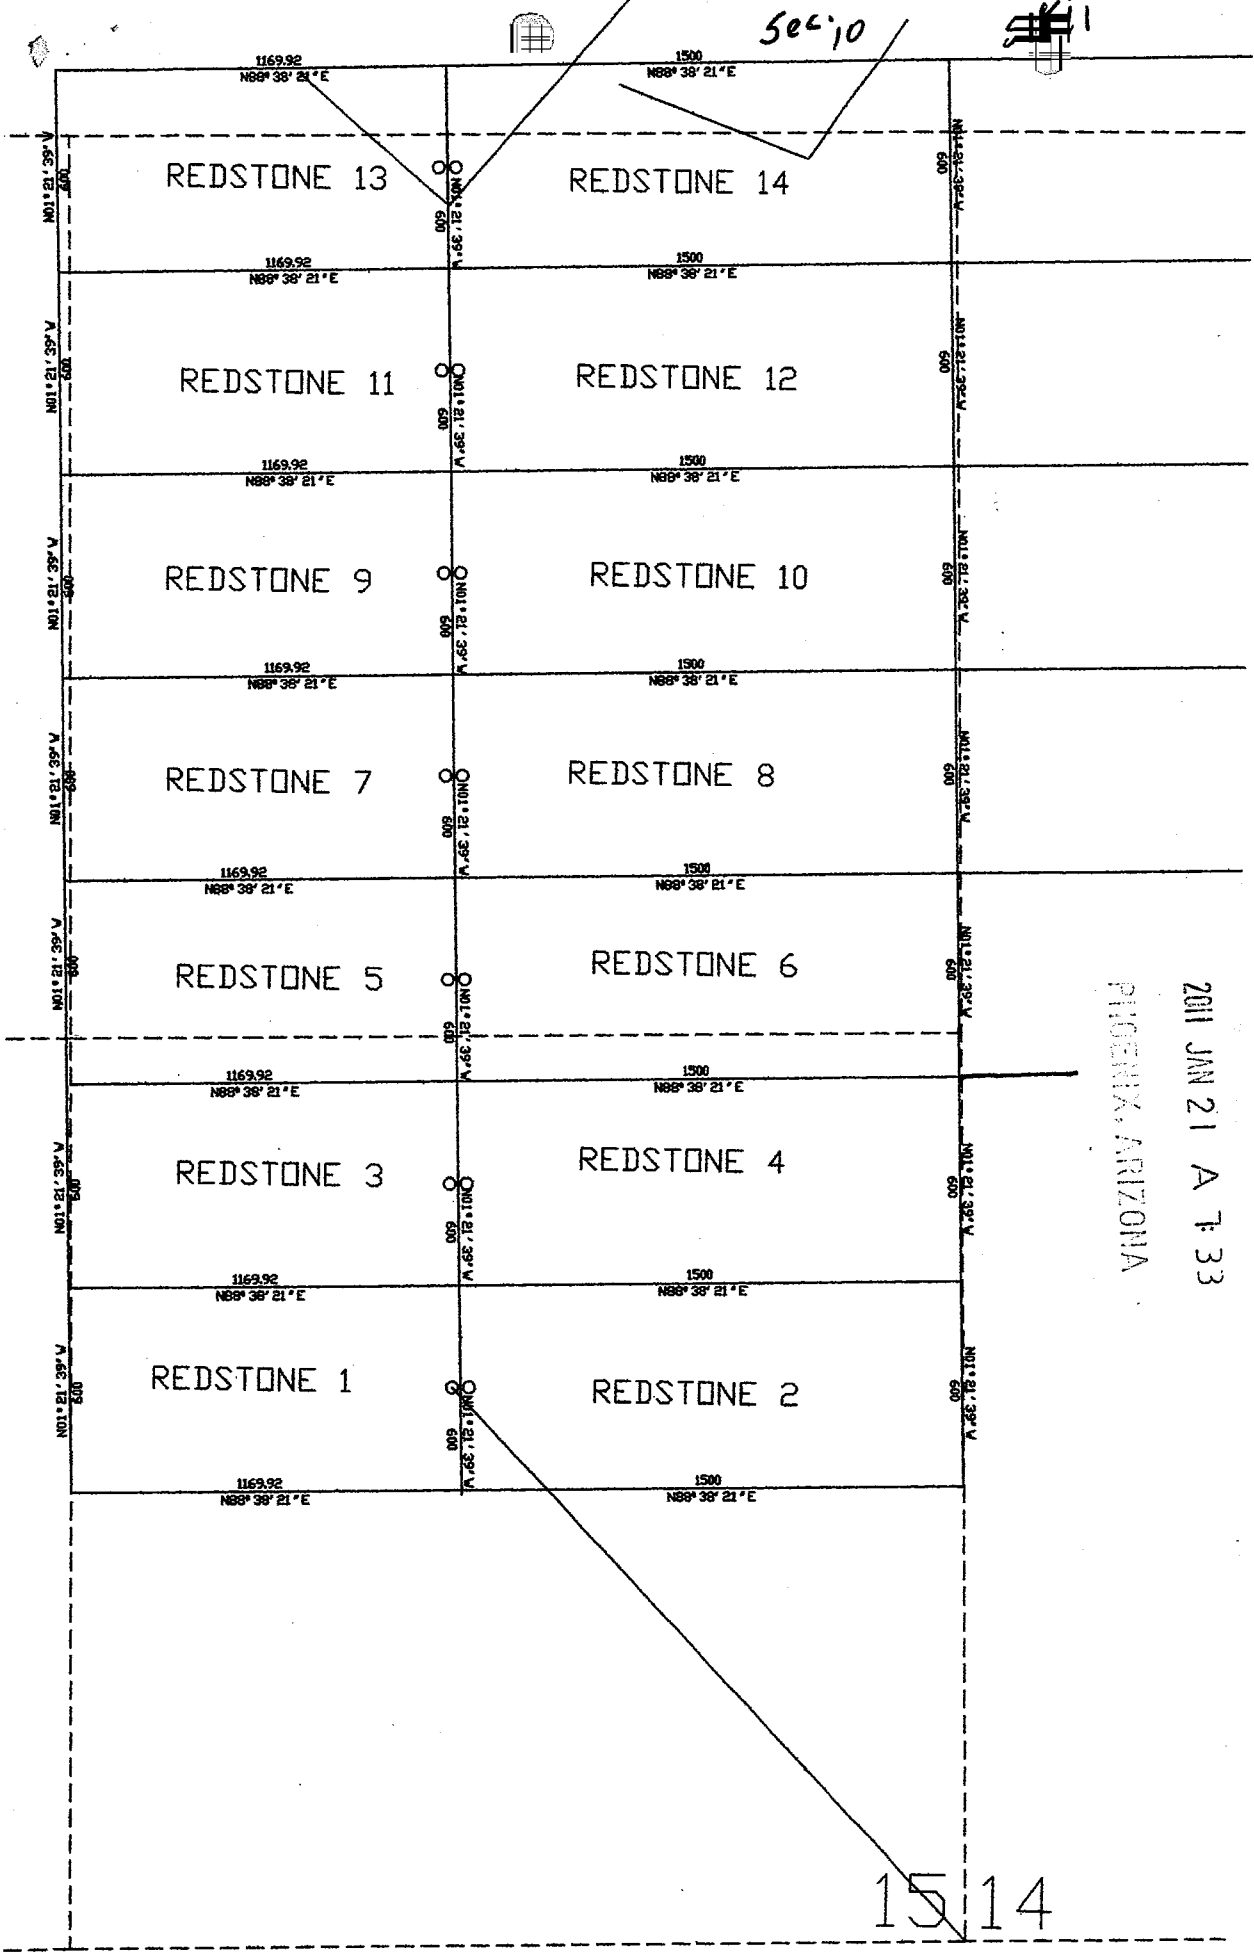 Sec. 10
1169.92
N88° 38' 21" E
1500
N88° 38' 21" E
N01° 21' 39" W
600
REDSTONE 13
600
N01° 21' 39" W
REDSTONE 14
600
N01° 21' 39" W
1169.92
N88° 38' 21" E
1500
N88° 38' 21" E
N01° 21' 39" W
600
REDSTONE 11
600
N01° 21' 39" W
REDSTONE 12
600
N01° 21' 39" W
1169.92
N88° 38' 21" E
1500
N88° 38' 21" E
N01° 21' 39" W
600
REDSTONE 9
600
N01° 21' 39" W
REDSTONE 10
600
N01° 21' 39" W
1169.92
N88° 38' 21" E
1500
N88° 38' 21" E
N01° 21' 39" W
600
REDSTONE 7
600
N01° 21' 39" W
REDSTONE 8
600
N01° 21' 39" W
1169.92
N88° 38' 21" E
1500
N88° 38' 21" E
N01° 21' 39" W
600
REDSTONE 5
600
N01° 21' 39" W
REDSTONE 6
600
N01° 21' 39" W
1169.92
N88° 38' 21" E
1500
N88° 38' 21" E
N01° 21' 39" W
600
REDSTONE 3
600
N01° 21' 39" W
REDSTONE 4
600
N01° 21' 39" W
1169.92
N88° 38' 21" E
1500
N88° 38' 21" E
N01° 21' 39" W
600
REDSTONE 1
600
N01° 21' 39" W
REDSTONE 2
600
N01° 21' 39" W
1169.92
N88° 38' 21" E
1500
N88° 38' 21" E
2011 JAN 21 A 7:33
PHOENIX, ARIZONA
15 14